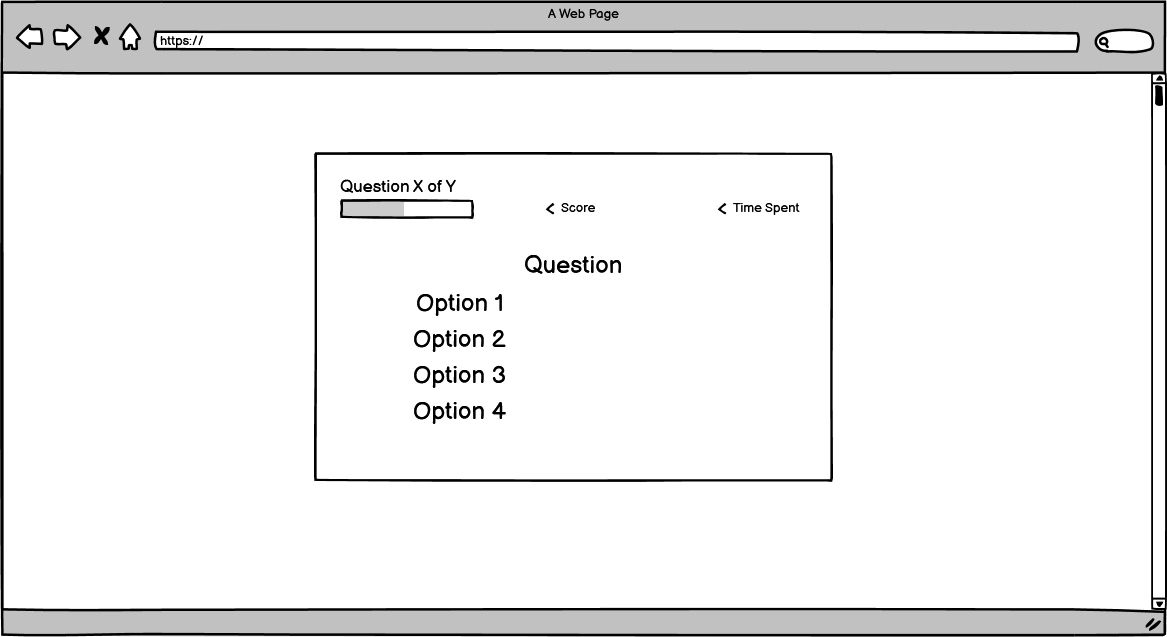 A Web Page
https://
Question X of Y
Score
Time Spent
Question
Option 1
Option 2
Option 3
Option 4